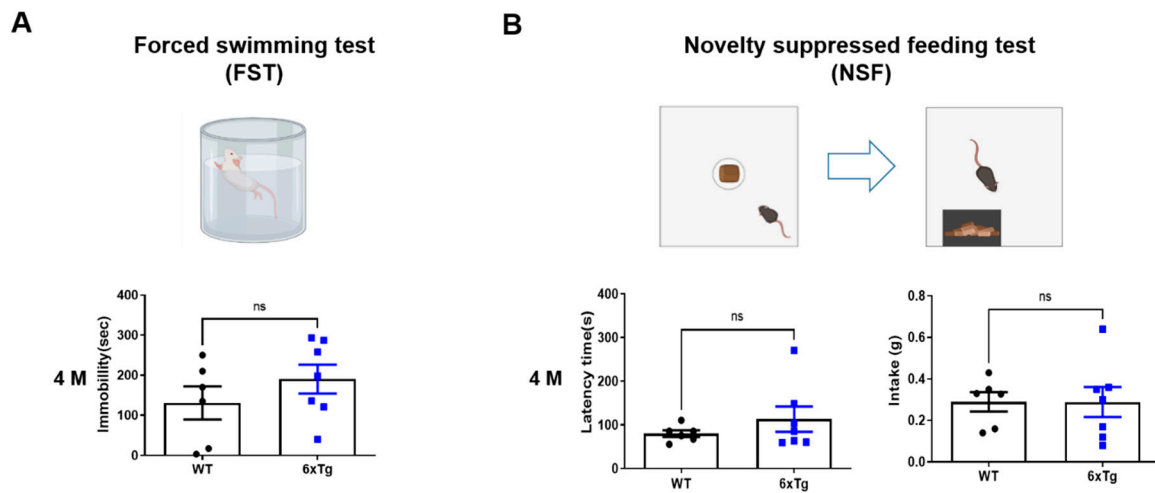 A
Forced swimming test
(FST)
400
300
200
100
0
Immobillity(sec)
ns
4 M
WT
6xTg
B
Novelty suppressed feeding test
(NSF)
400
300
200
100
0
Latency time(s)
ns
4 M
WT
6xTg
0.8
0.6
0.4
0.2
0.0
Intake (g)
ns
WT
6xTg